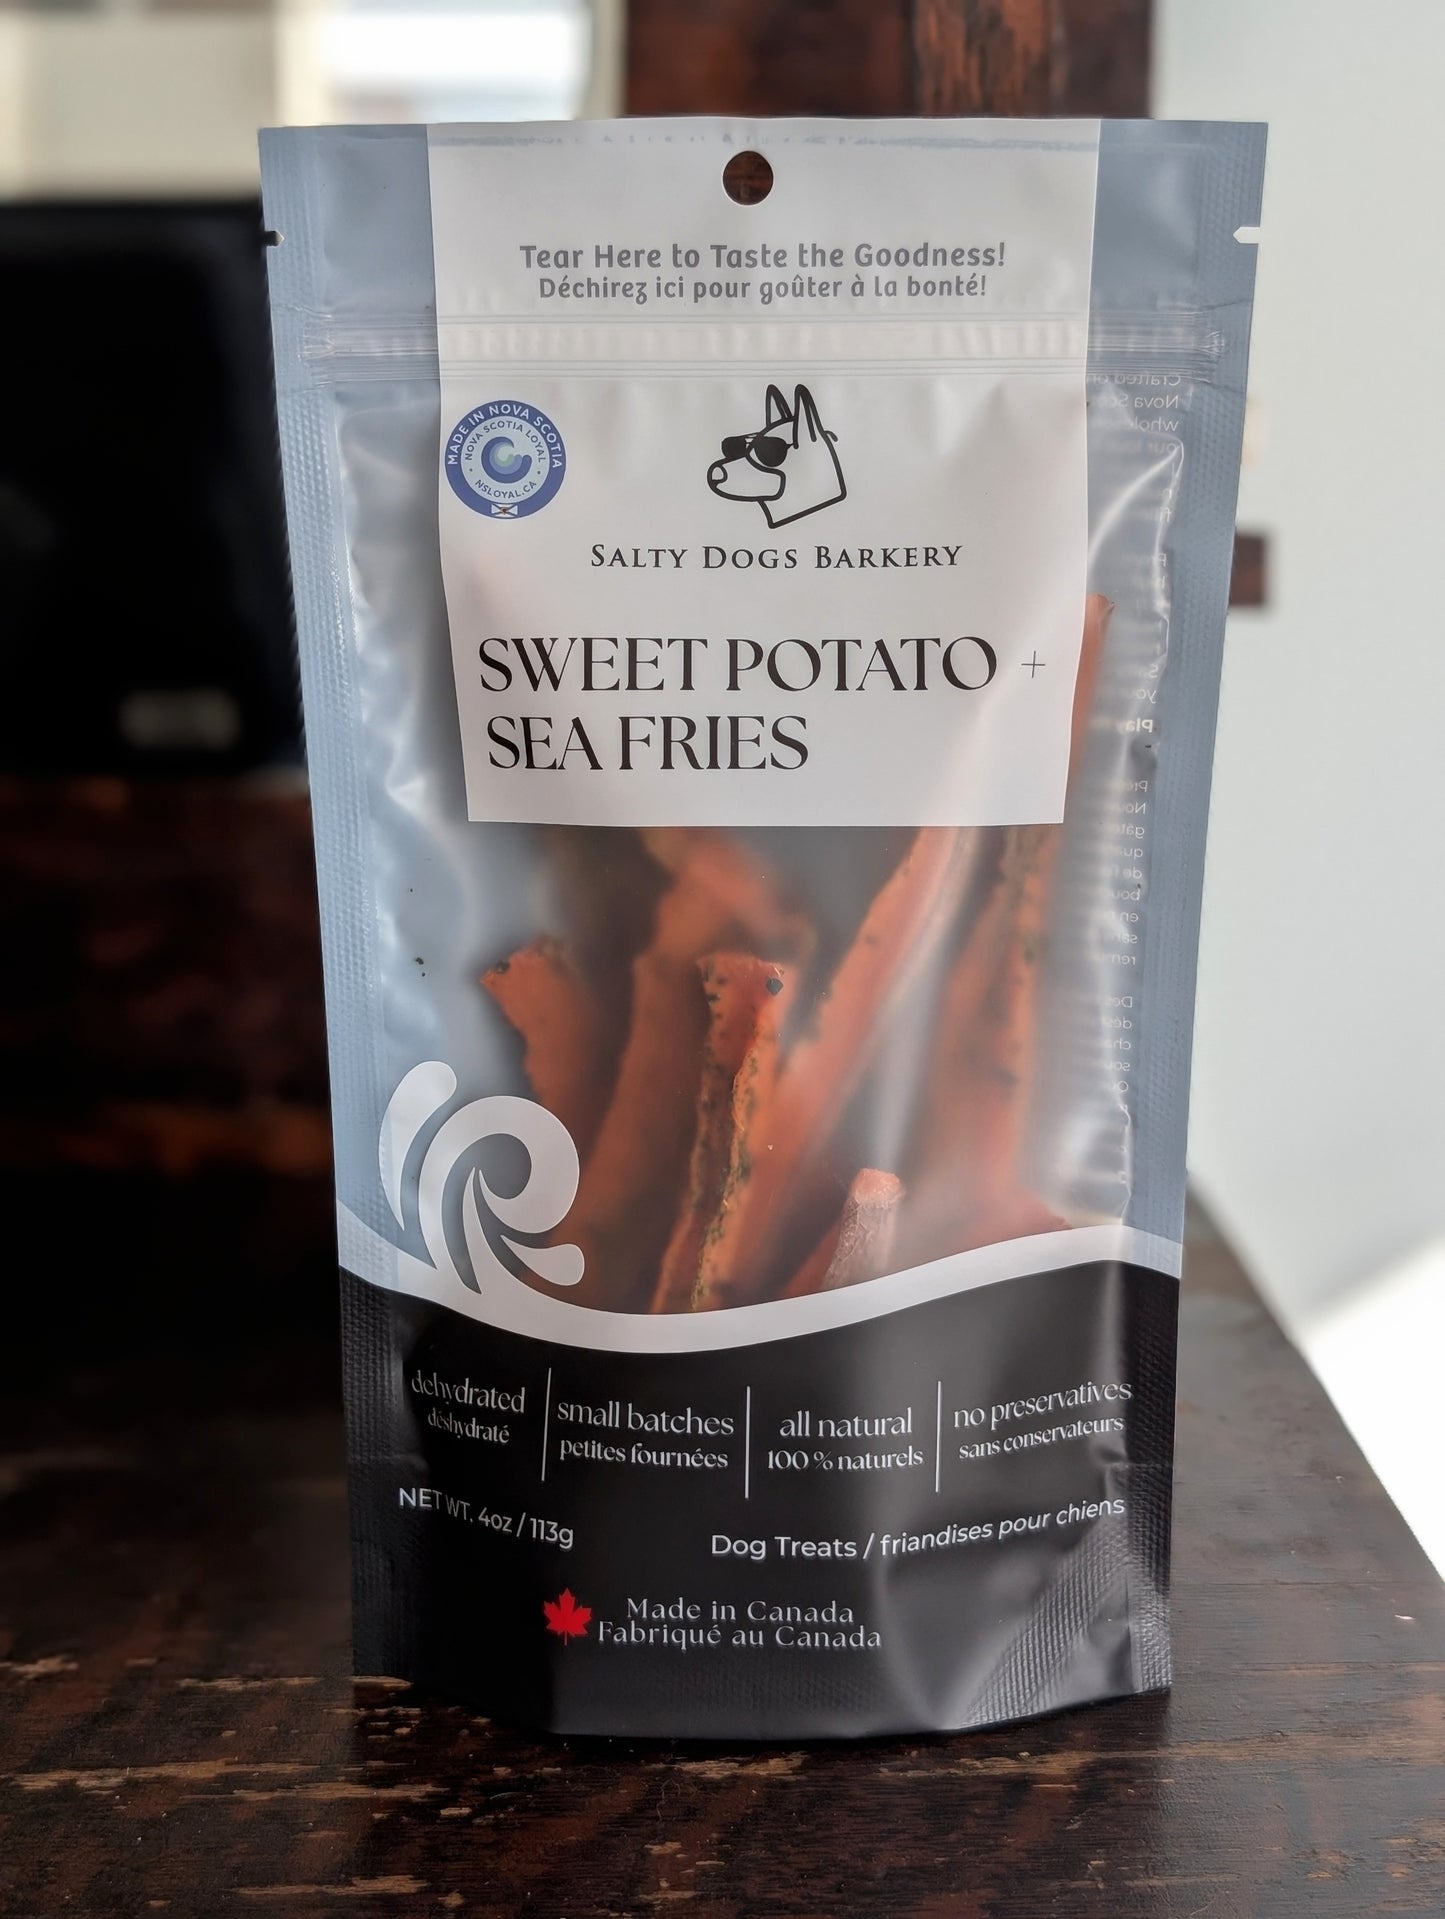 Tear Here to Taste the Goodness!
Déchirez ici pour goûter à la bonté!
MADE IN NOVA SCOTIA
NOVA SCOTIA LOYAL
NSLOYAL.CA
SALTY DOGS BARKERY
SWEET POTATO +
SEA FRIES
dehydrated
déshydraté
small batches
petites fournées
all natural
100 % naturels
no preservatives
sans conservateurs
NET WT. 4oz / 113g
Dog Treats / friandises pour chiens
Made in Canada
Fabriqué au Canada